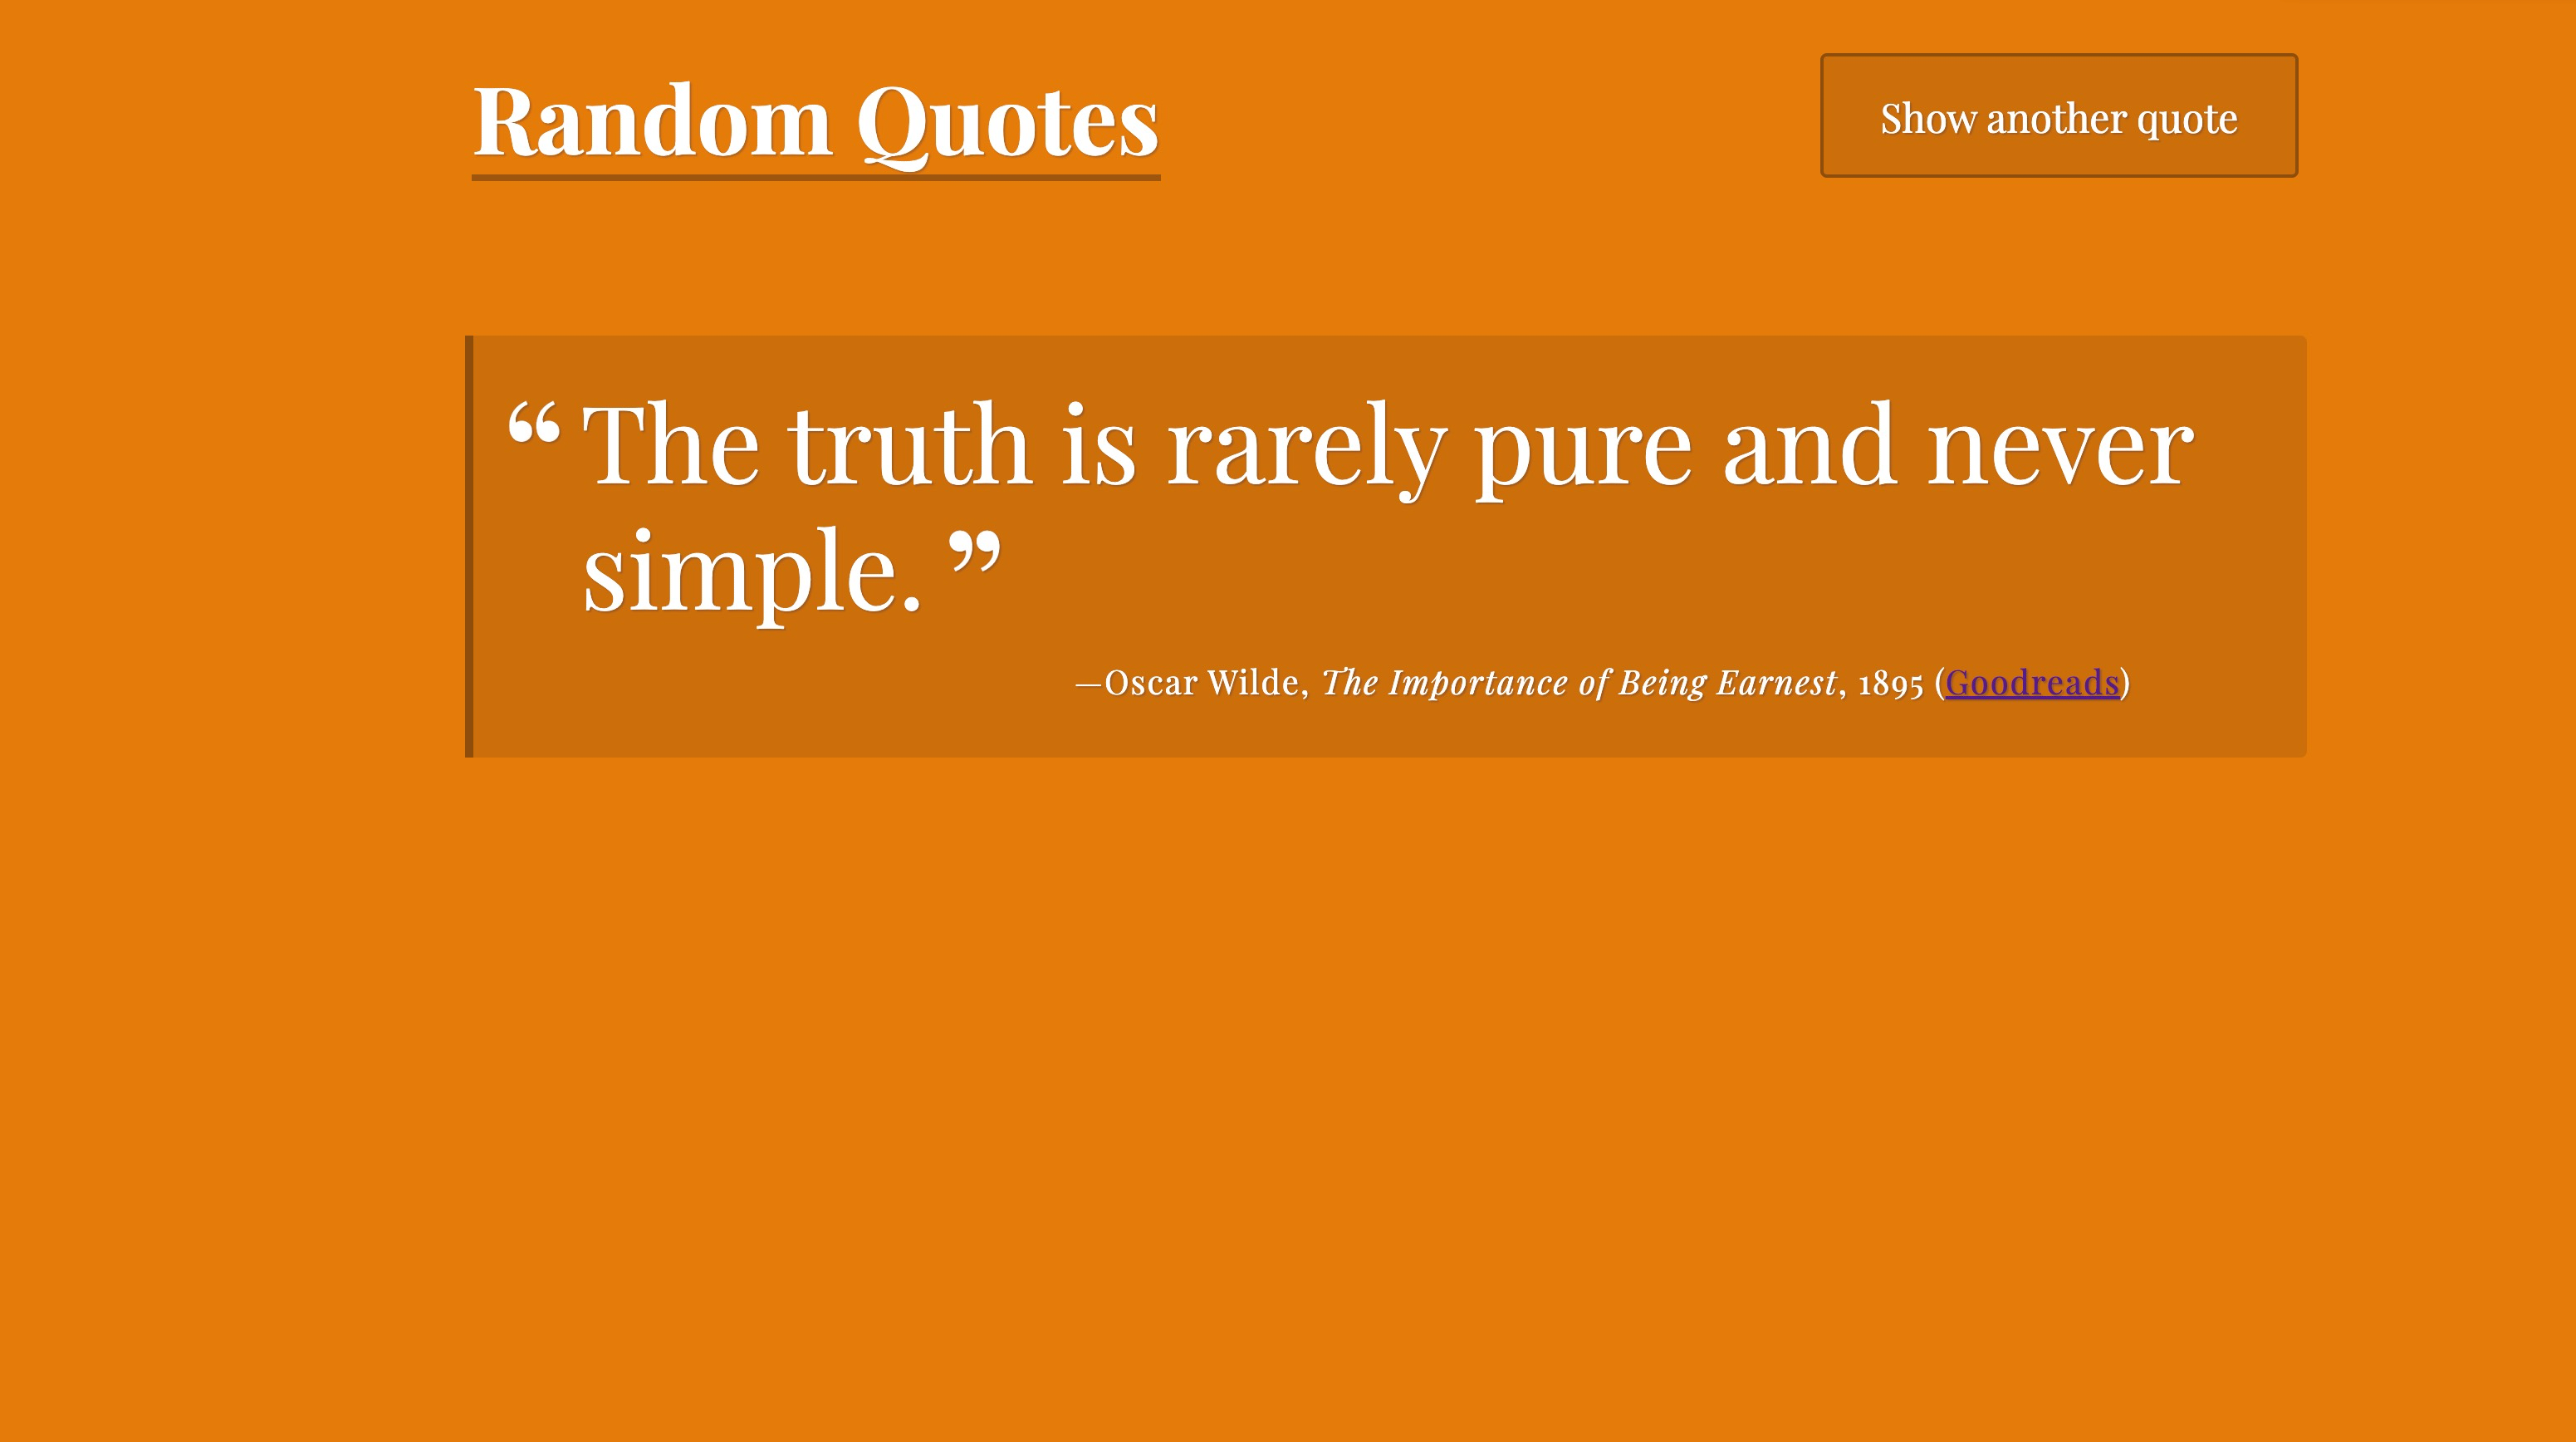 Random Quotes
Show another quote
“The truth is rarely pure and never
simple.”
—Oscar Wilde, The Importance of Being Earnest, 1895 (Goodreads)